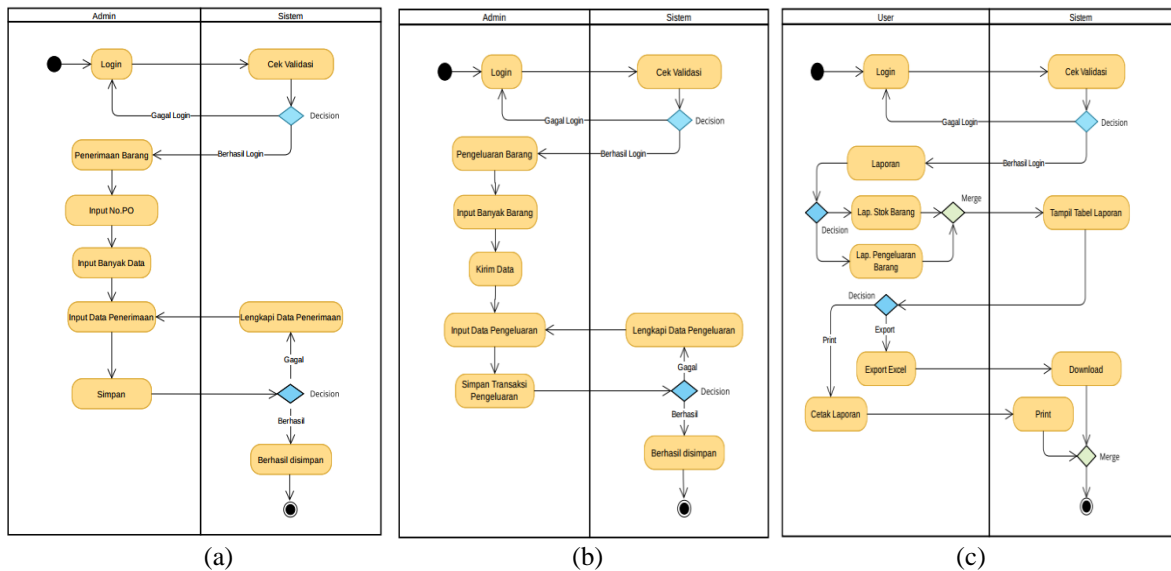 Admin
Sistem
Login
Cek Validasi
Gagal Login
Decision
Berhasil Login
Penerimaan Barang
Input No.PO
Input Banyak Data
Input Data Penerimaan
Lengkapi Data Penerimaan
Gagal
Simpan
Decision
Berhasil
Berhasil disimpan
(a)
Admin
Sistem
Login
Cek Validasi
Gagal Login
Decision
Berhasil Login
Pengeluaran Barang
Input Banyak Barang
Kirim Data
Input Data Pengeluaran
Lengkapi Data Pengeluaran
Gagal
Simpan Transaksi
Pengeluaran
Decision
Berhasil
Berhasil disimpan
(b)
User
Sistem
Login
Cek Validasi
Gagal Login
Decision
Berhasil Login
Laporan
Merge
Lap. Stok Barang
Tampil Tabel Laporan
Decision
Lap. Pengeluaran
Barang
Decision
Export
Print
Export Excel
Download
Cetak Laporan
Print
Merge
(c)